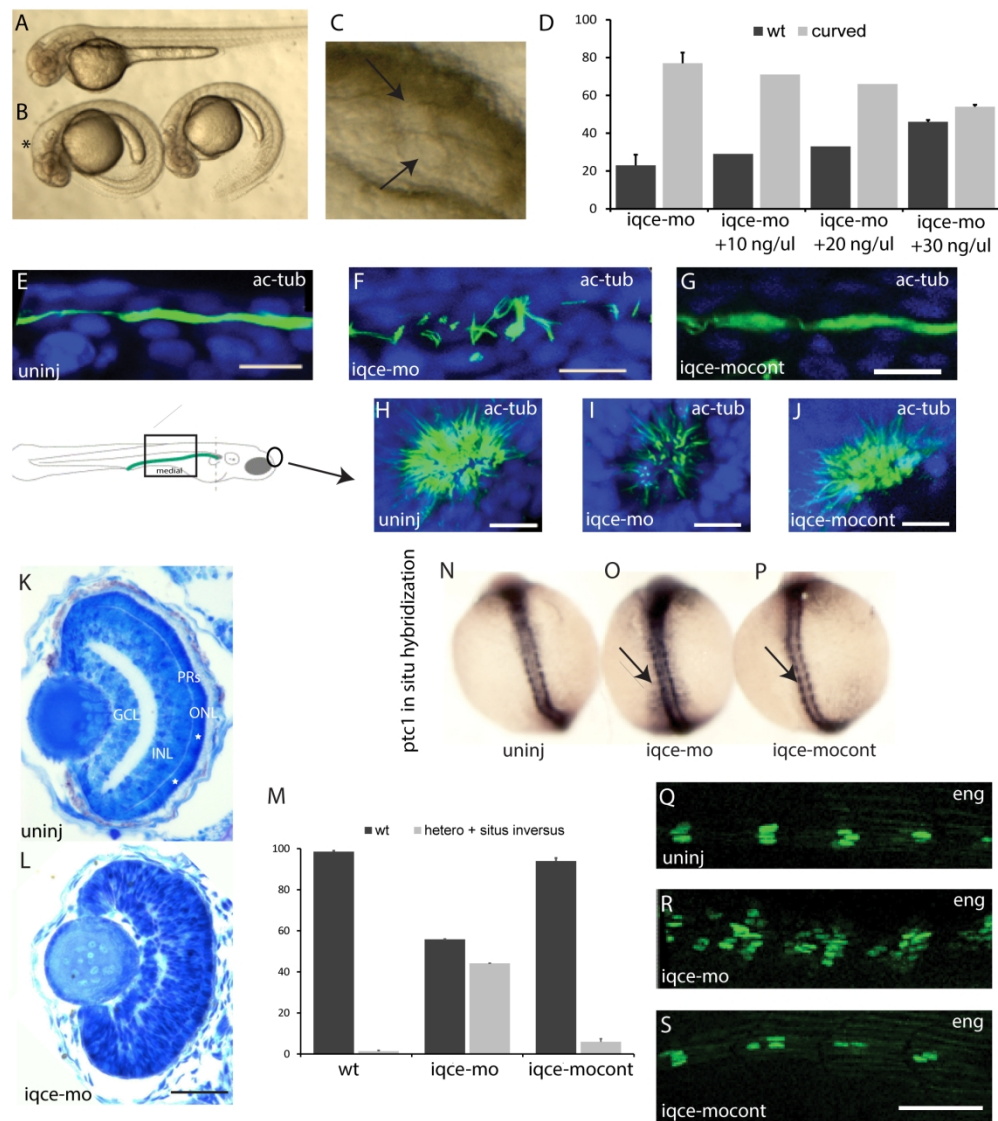 A
B
*
C
D
wt curved
100
80
60
40
20
0
iqce-mo
iqce-mo
+10 ng/ul
iqce-mo
+20 ng/ul
iqce-mo
+30 ng/ul
E ac-tub
uninj
F ac-tub
iqce-mo
G ac-tub
iqce-mocont
medial
H ac-tub
uninj
I ac-tub
iqce-mo
J ac-tub
iqce-mocont
K
PRs
GCL
ONL
INL
uninj
L
iqce-mo
ptc1 in situ hybridization
N
uninj
O
iqce-mo
P
iqce-mocont
M
wt hetero + situs inversus
100
80
60
40
20
0
wt
iqce-mo
iqce-mocont
Q eng
uninj
R eng
iqce-mo
S eng
iqce-mocont